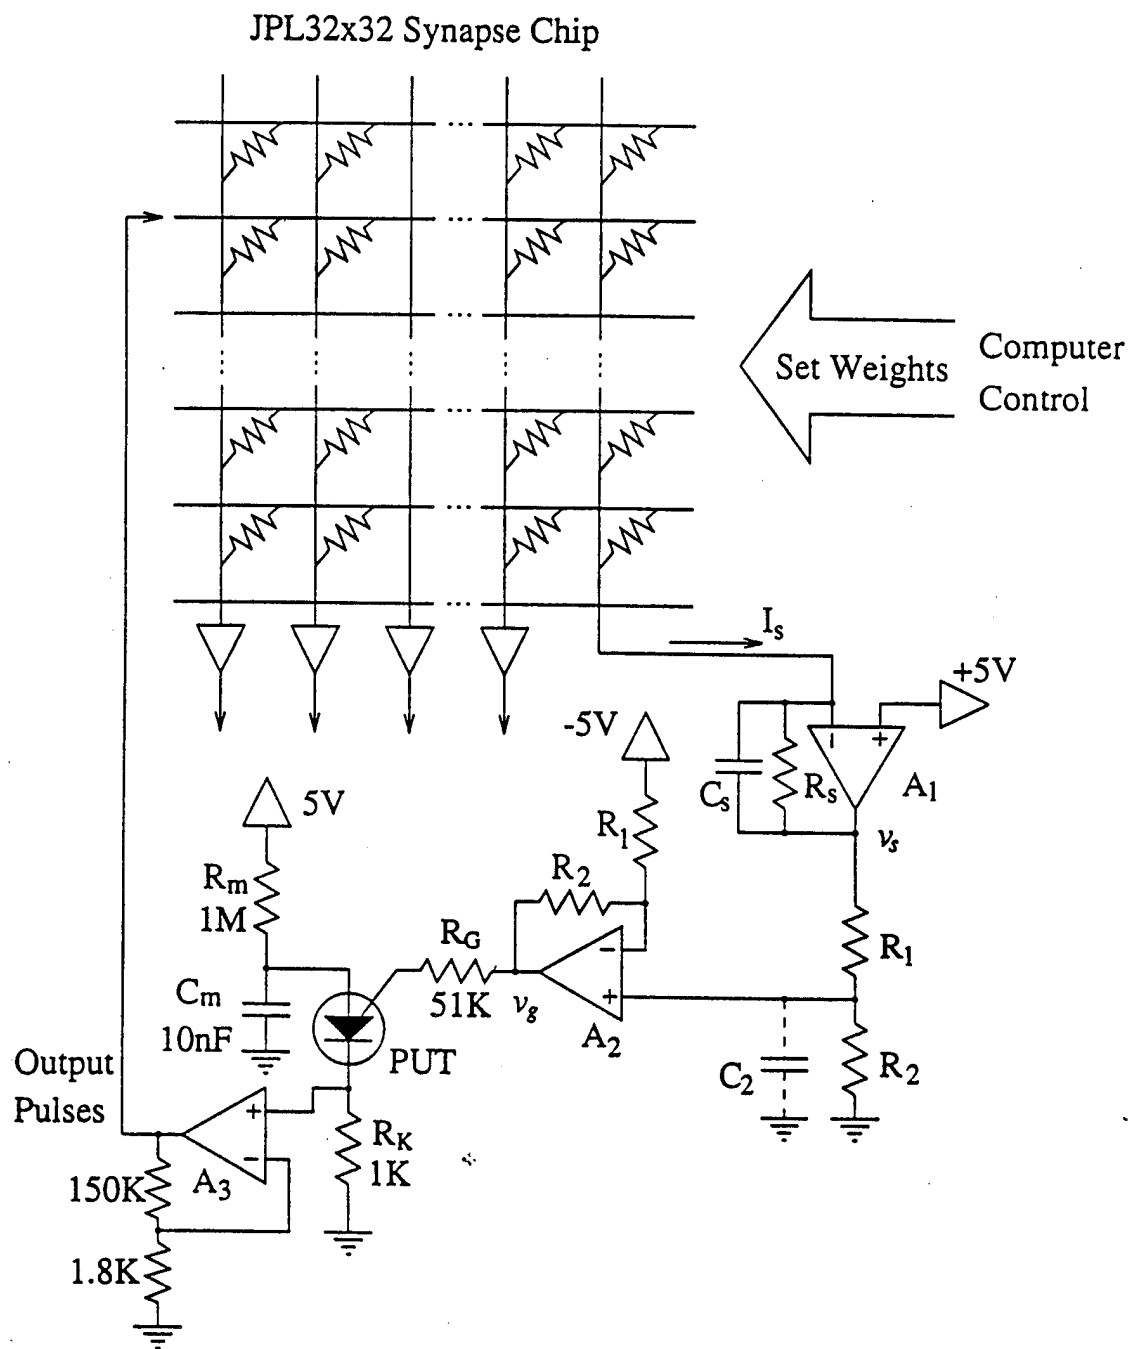 JPL32x32 Synapse Chip
Set Weights
Computer
Control
I_s
+5V
-5V
− +
C_s
R_s
A_1
v_s
5V
R_1
R_2
R_m
1M
R_G
51K
v_g
−
+
A_2
R_1
C_m
10nF
PUT
C_2
R_2
Output
Pulses
+
−
A_3
R_K
1K
150K
1.8K